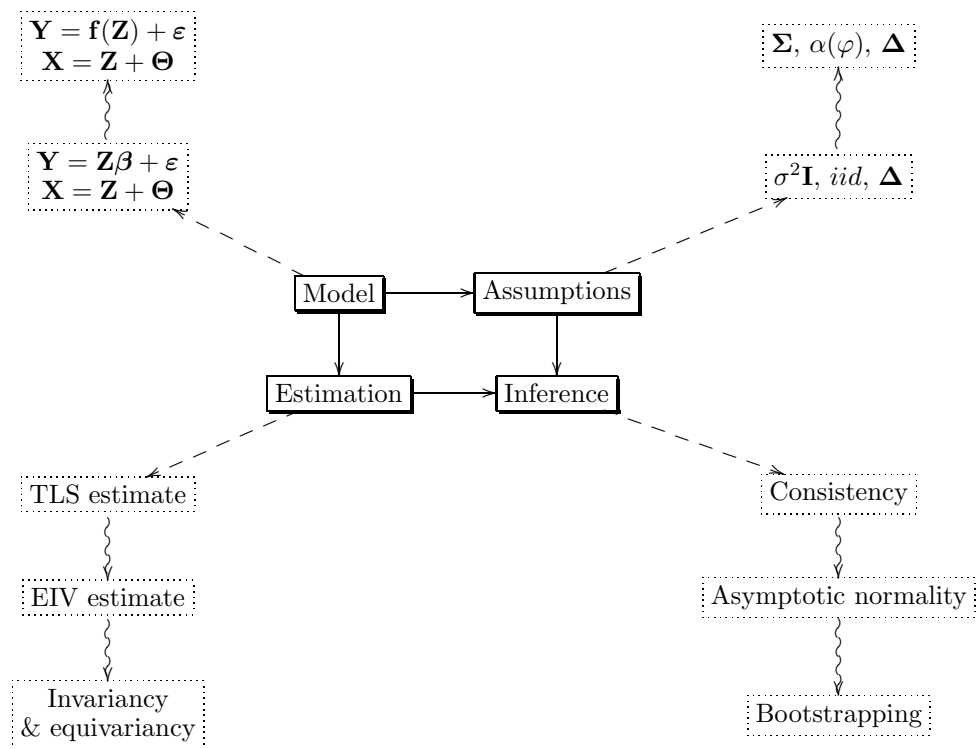 Y = f(Z) + ε
X = Z + Θ
Σ, α(φ), Δ
Y = Zβ + ε
X = Z + Θ
σ²I, iid, Δ
Model
Assumptions
Estimation
Inference
TLS estimate
Consistency
EIV estimate
Asymptotic normality
Invariancy
& equivariancy
Bootstrapping